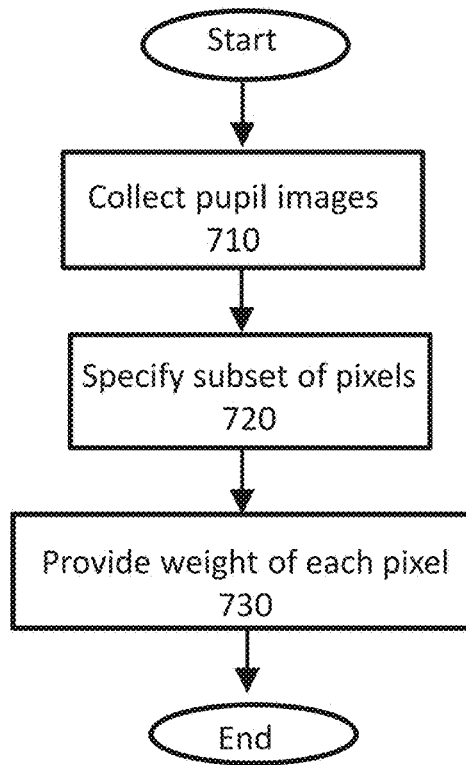 Start
Collect pupil images
710
Specify subset of pixels
720
Provide weight of each pixel
730
End